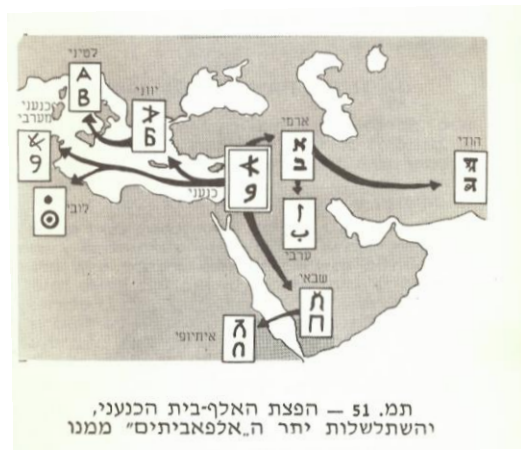 לטיני
A
B
יווני
כנעני
מערבי
ארמי
א
ב
הודי
לובי
כנעני
ערבי
ا
ب
שבאי
איתיופי
תמ. 51 — הפצת האלף-בית הכנעני,
והשתלשלות יתר ה„אלפאביתים" ממנו